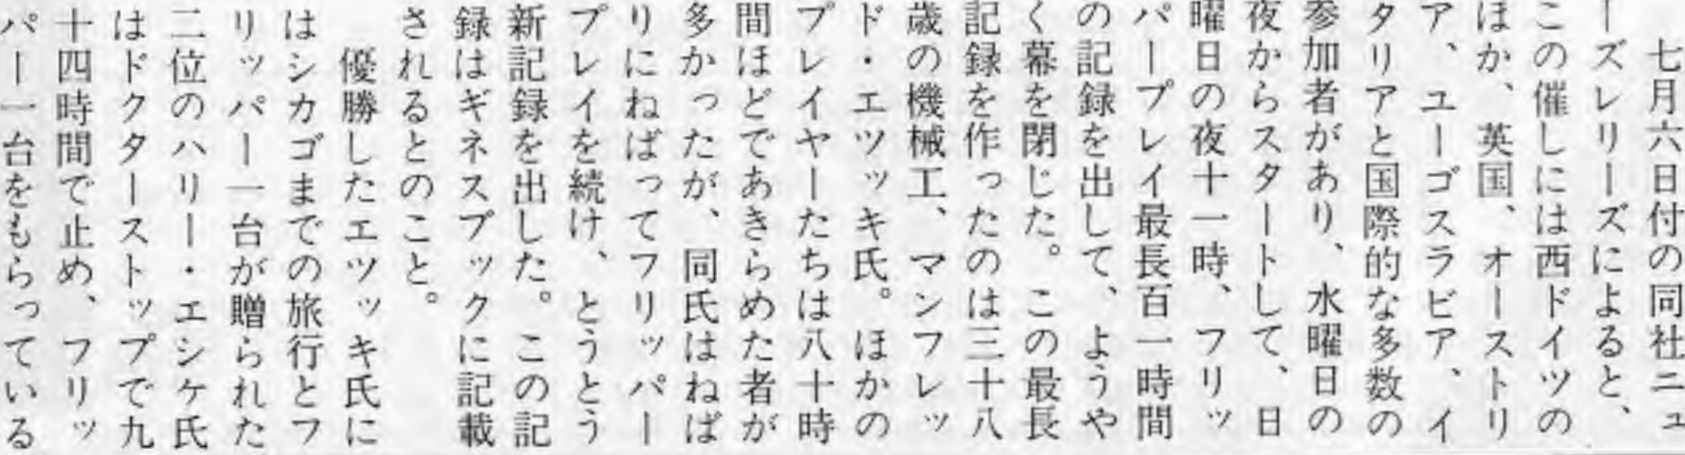 七月六日付の同社ニュ
ーズレリーズによると、
この催しには西ドイツの
ほか、英国、オーストリ
ア、ユーゴスラビア、イ
タリアと国際的な多数の
参加者があり、水曜日の
夜からスタートして、日
曜日の夜十一時、フリッ
パープレイ最長百一時間
の記録を出して、ようや
く幕を閉じた。この最長
記録を作ったのは三十八
歳の機械工、マンフレッ
ド・エツッキ氏。ほかの
プレイヤーたちは八十時
間ほどであきらめた者が
多かったが、同氏はねば
りにねばってフリッパー
プレイを続け、とうとう
新記録を出した。この記
録はギネスブックに記載
されるとのこと。
優勝したエツッキ氏に
はシカゴまでの旅行とフ
リッパー一台が贈られた
二位のハリー・エシケ氏
はドクターストップで九
十四時間で止め、フリッ
パー一台をもらっている